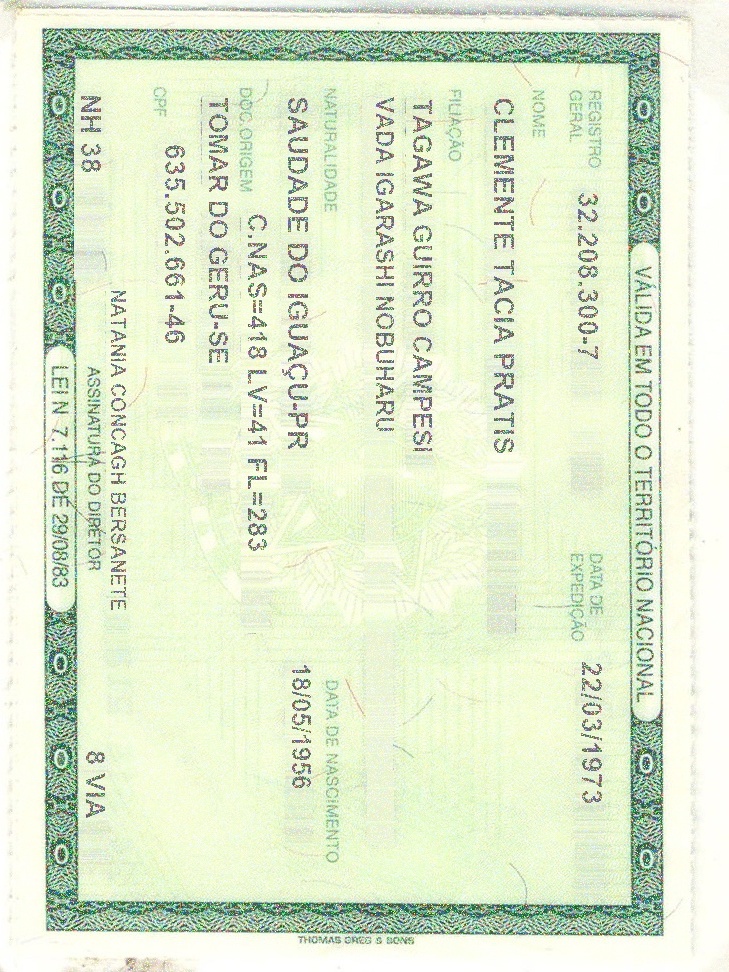 VÁLIDA EM TODO O TERRITÓRIO NACIONAL
REGISTRO GERAL 32.208.300-7 DATA DE EXPEDIÇÃO 22/03/1973
NOME
CLEMENTE TACIA PRATIS
FILIAÇÃO
TAGAWA GUIRRO CAMPESI
VADA IGARASHI NOBUHARU
NATURALIDADE DATA DE NASCIMENTO
SAUDADE DO IGUAÇU-PR 18/05/1956
DOC. ORIGEM C.NAS=418 LV=41 FL=283
TOMAR DO GERU-SE
CPF 635.502.661-46
NATANIA CONCAGH BERSANETE
NH 38 ASSINATURA DO DIRETOR 8 VIA
LEI N 7.116 DE 29/08/83
THOMAS GREG & SONS